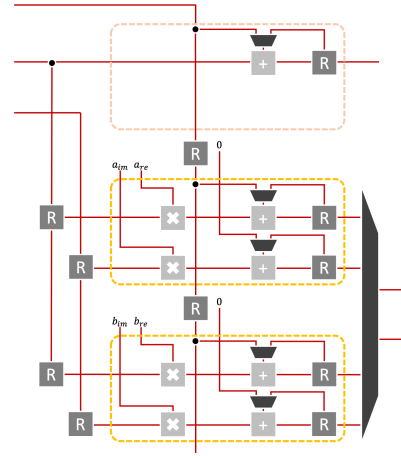 + R
R 0
a_im a_re
R × + R
+
R × R
R 0
b_im b_re
R × + R
R × + R